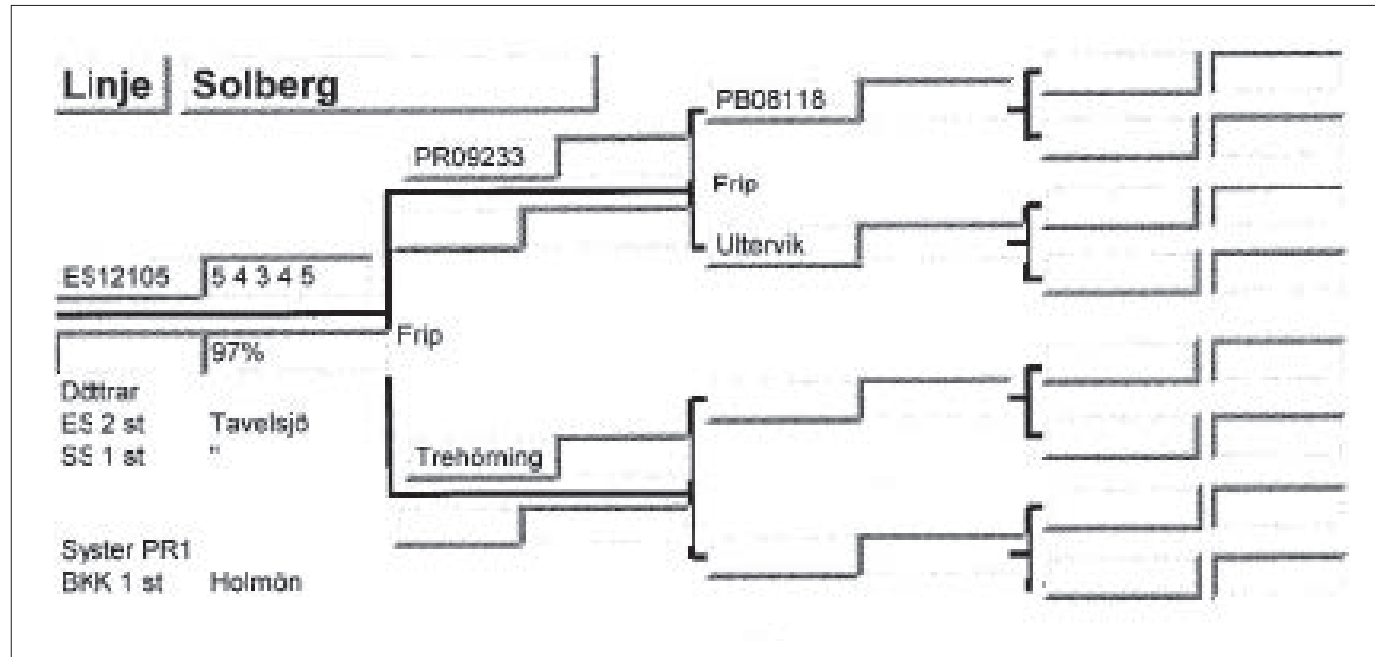 Linje Solberg
PB08118
PR09233
Frip
Ultervik
ES12105 5 4 3 4 5
Frip
97%
Döttrar
ES 2 st Tavelsjö
SS 1 st "
Trehörning
Syster PR1
BKK 1 st Holmön